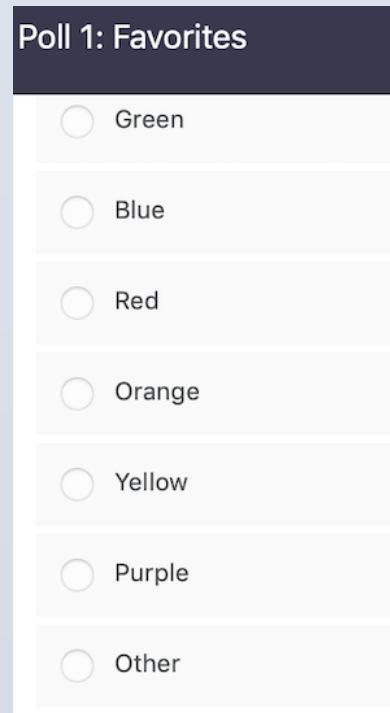 Poll 1: Favorites
Green
Blue
Red
Orange
Yellow
Purple
Other